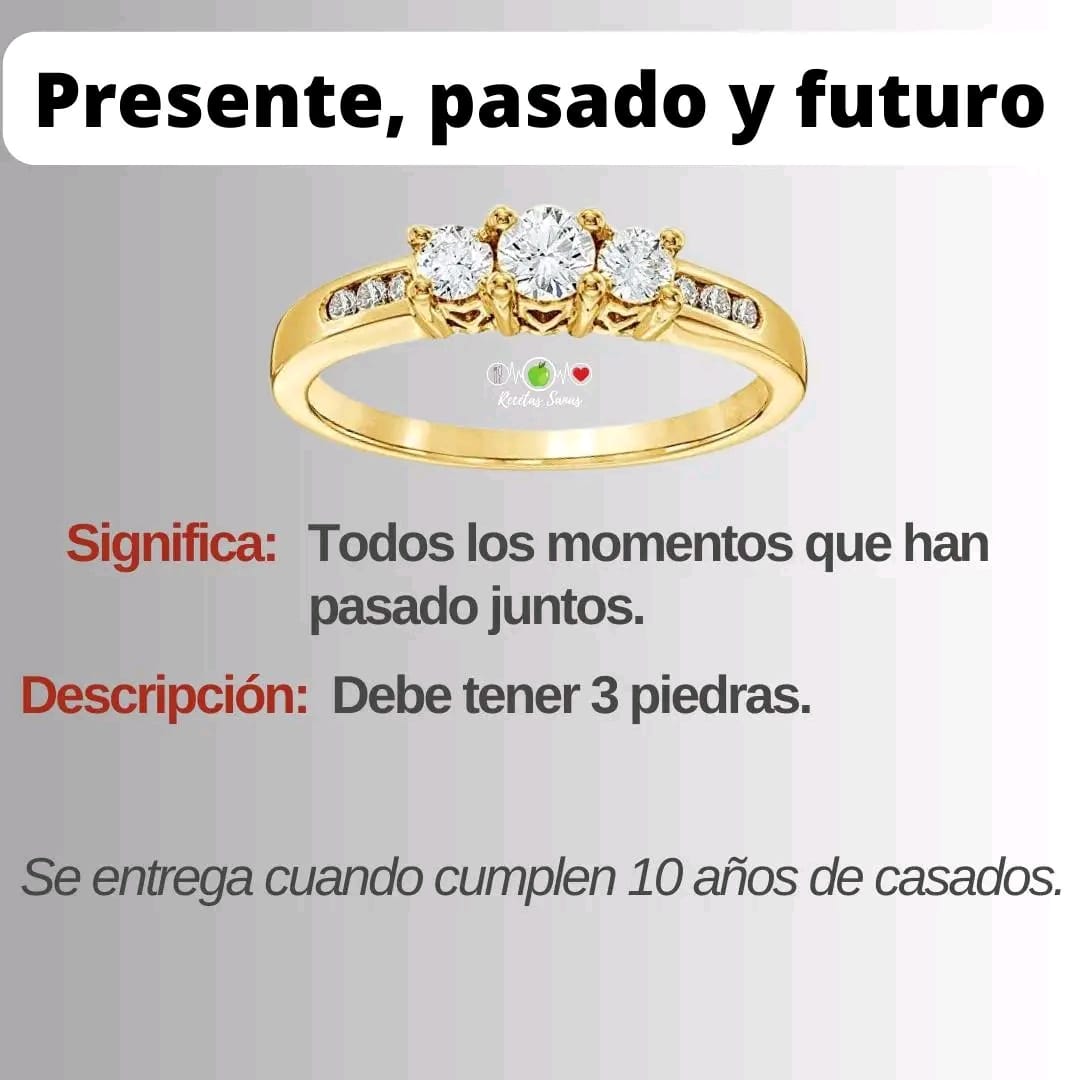 Presente, pasado y futuro
Recetas Sanas
Significa: Todos los momentos que han
pasado juntos.
Descripción: Debe tener 3 piedras.
Se entrega cuando cumplen 10 años de casados.